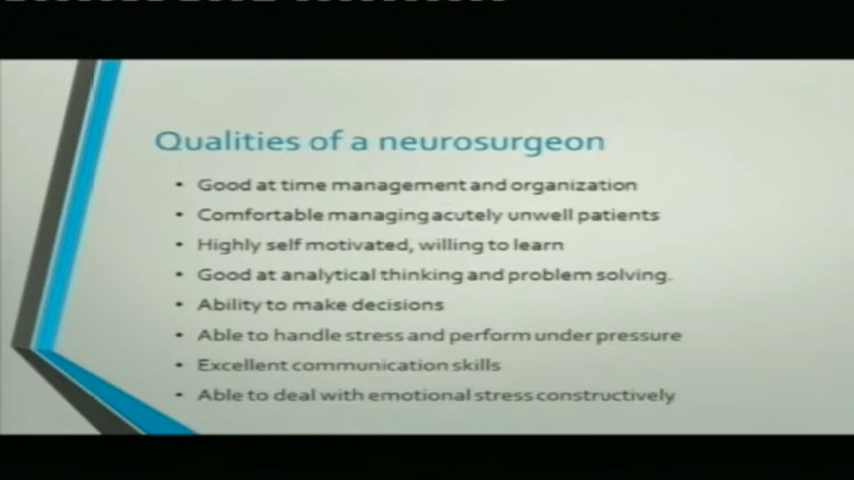 Qualities of a neurosurgeon
• Good at time management and organization
• Comfortable managing acutely unwell patients
• Highly self motivated, willing to learn
• Good at analytical thinking and problem solving.
• Ability to make decisions
• Able to handle stress and perform under pressure
• Excellent communication skills
• Able to deal with emotional stress constructively